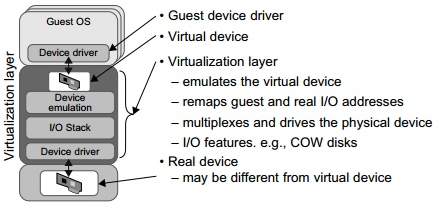 Guest OS
Device driver
Virtualization layer
Device
emulation
I/O Stack
Device driver
• Guest device driver
• Virtual device
• Virtualization layer
– emulates the virtual device
– remaps guest and real I/O addresses
– multiplexes and drives the physical device
– I/O features. e.g., COW disks
• Real device
– may be different from virtual device